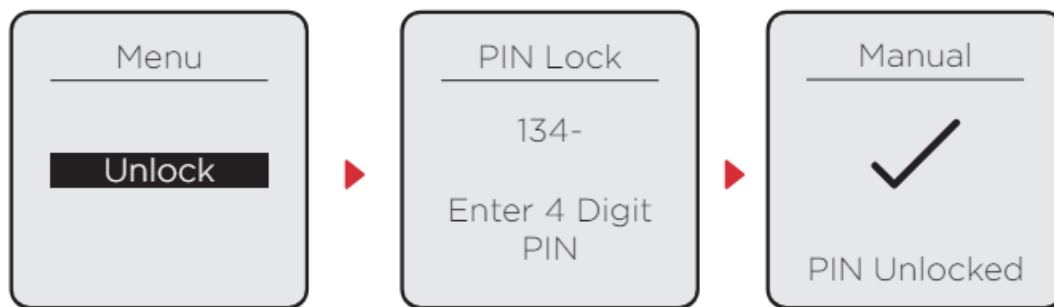 Menu
Unlock
PIN Lock
134-
Enter 4 Digit
PIN
Manual
PIN Unlocked